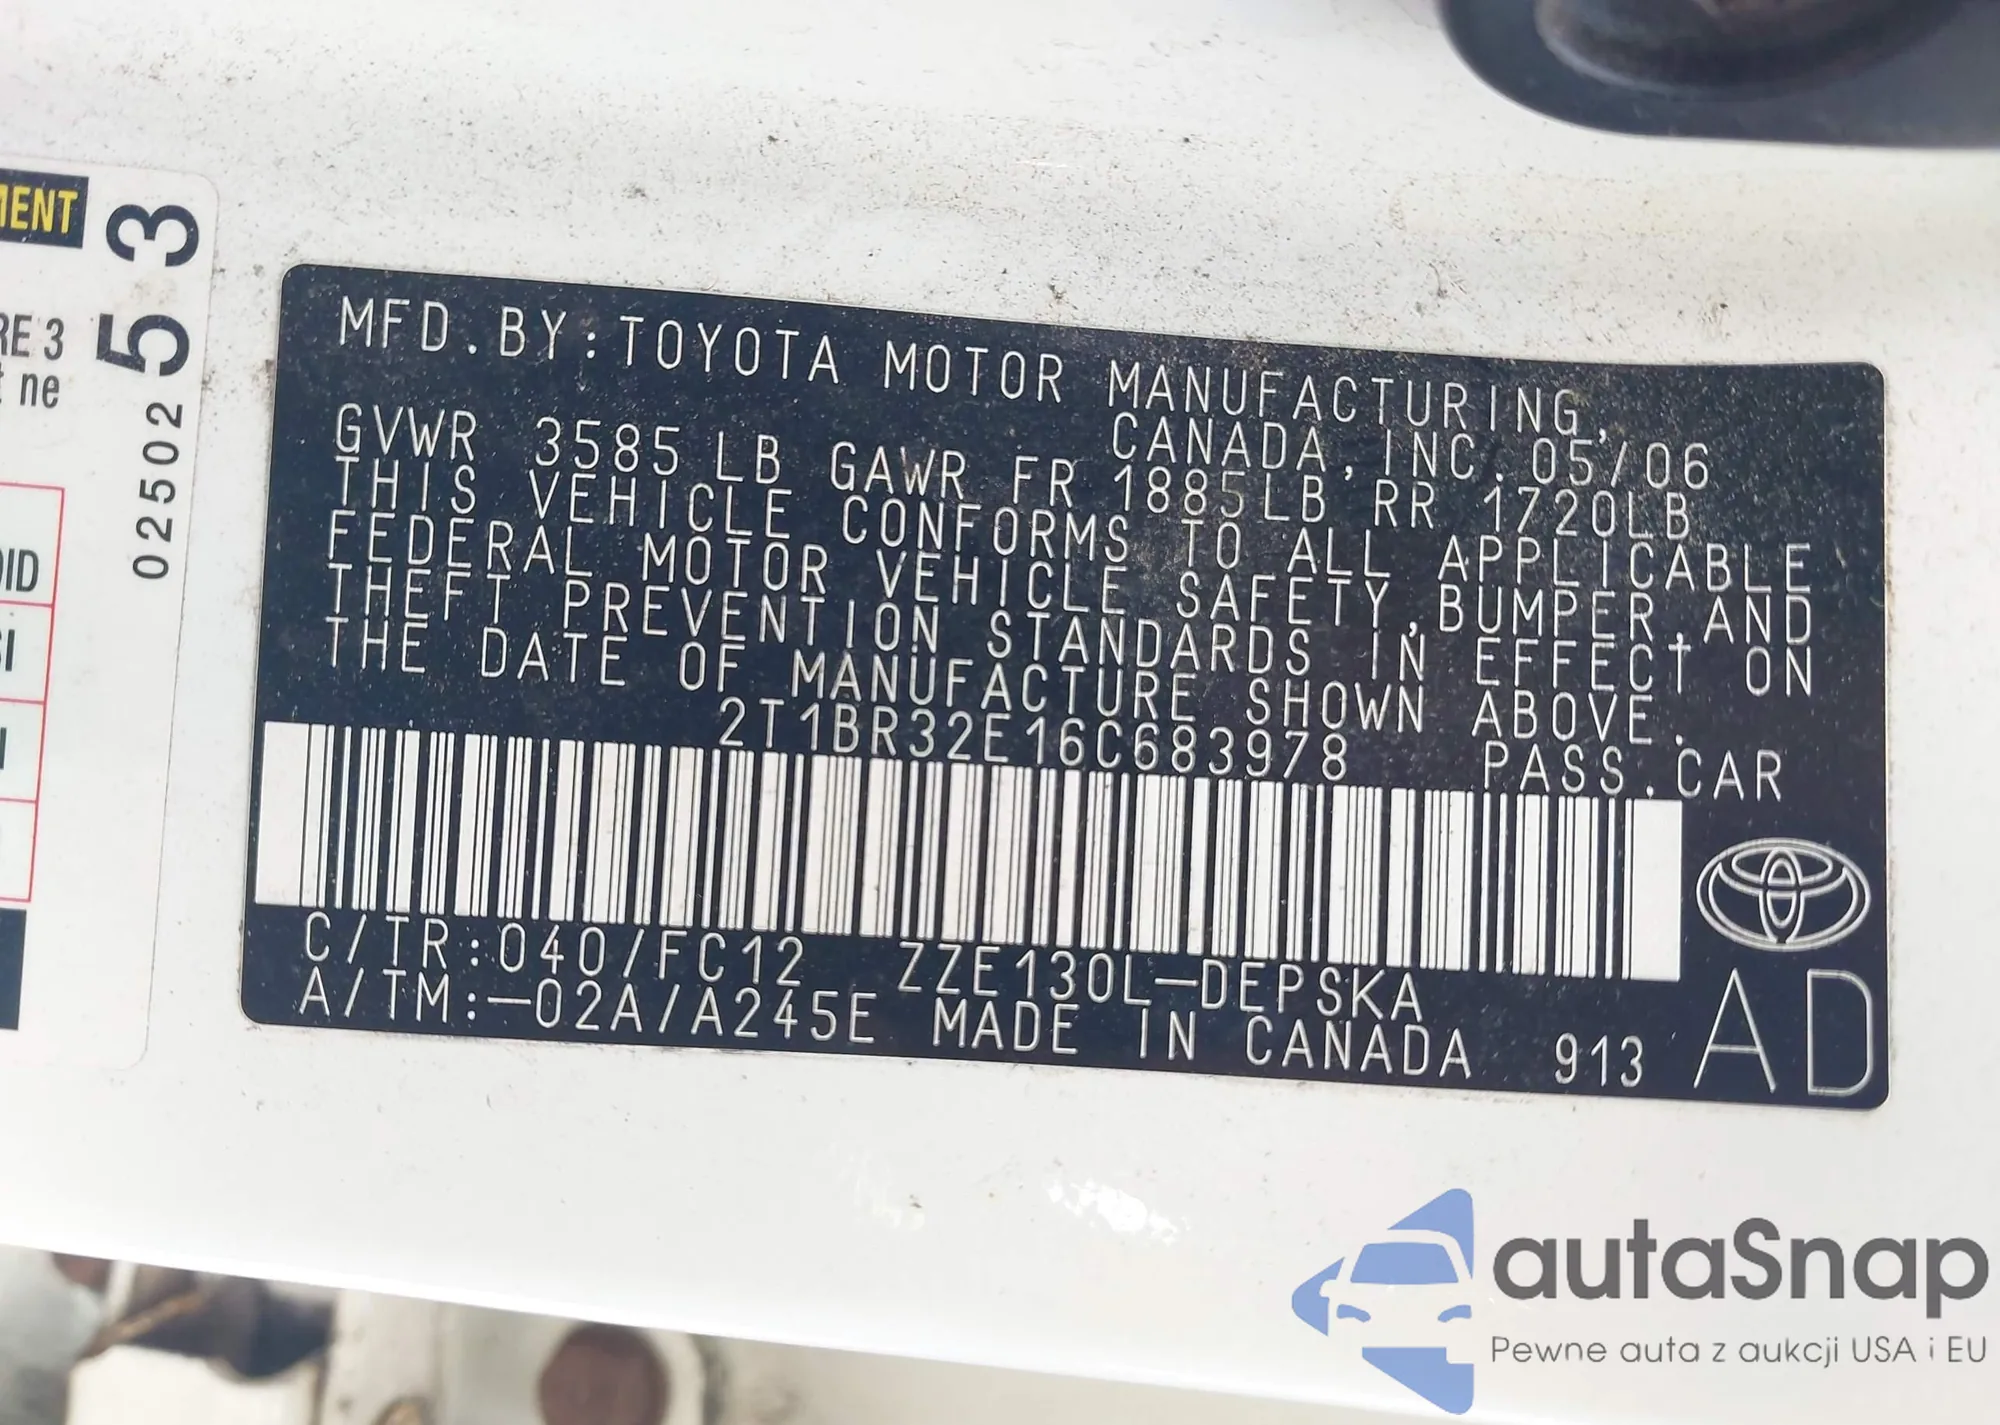 MENT
RE 3
t ne
02502 53
OID
SI
MFD. BY: TOYOTA MOTOR MANUFACTURING,
CANADA, INC. 05/06
GVWR 3585 LB GAWR FR 1885LB RR 1720LB
THIS VEHICLE CONFORMS TO ALL APPLICABLE
FEDERAL MOTOR VEHICLE SAFETY, BUMPER, AND
THEFT PREVENTION STANDARDS IN EFFECT ON
THE DATE OF MANUFACTURE SHOWN ABOVE.
2T1BR32E16C683978 PASS. CAR
C/TR: 040/FC12 ZZE130L-DEPSKA
A/TM: -02A/A245E MADE IN CANADA 913
AD
autaSnap
Pewne auta z aukcji USA i EU